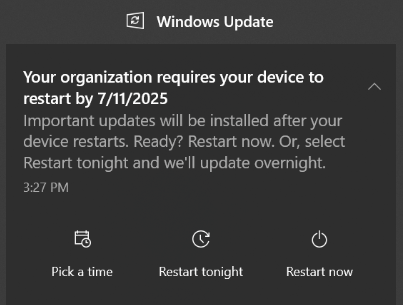 Windows Update
Your organization requires your device to
restart by 7/11/2025
Important updates will be installed after your
device restarts. Ready? Restart now. Or, select
Restart tonight and we'll update overnight.
3:27 PM
Pick a time
Restart tonight
Restart now